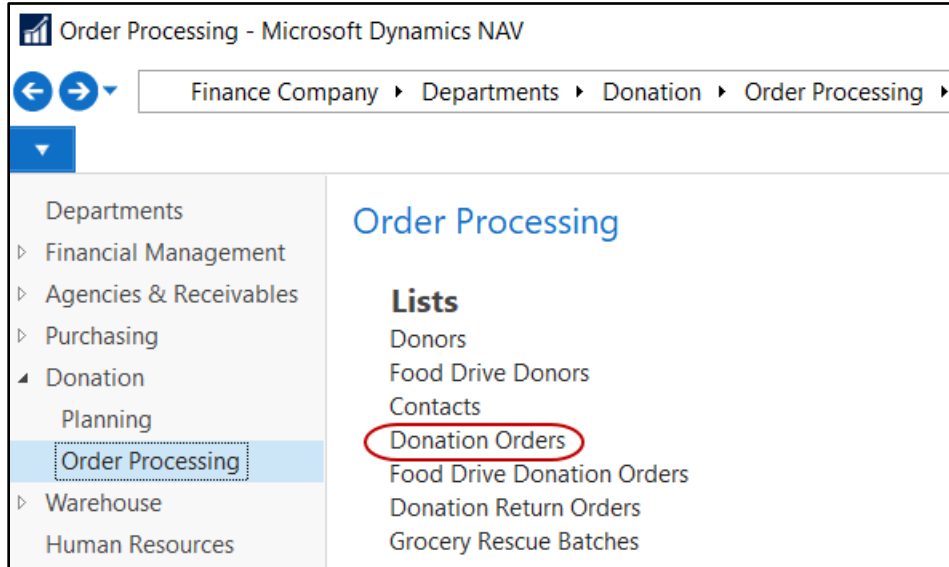 Order Processing - Microsoft Dynamics NAV
Finance Company Departments Donation Order Processing
Departments
Financial Management
Agencies & Receivables
Purchasing
Donation
Planning
Order Processing
Warehouse
Human Resources
Order Processing
Lists
Donors
Food Drive Donors
Contacts
Donation Orders
Food Drive Donation Orders
Donation Return Orders
Grocery Rescue Batches